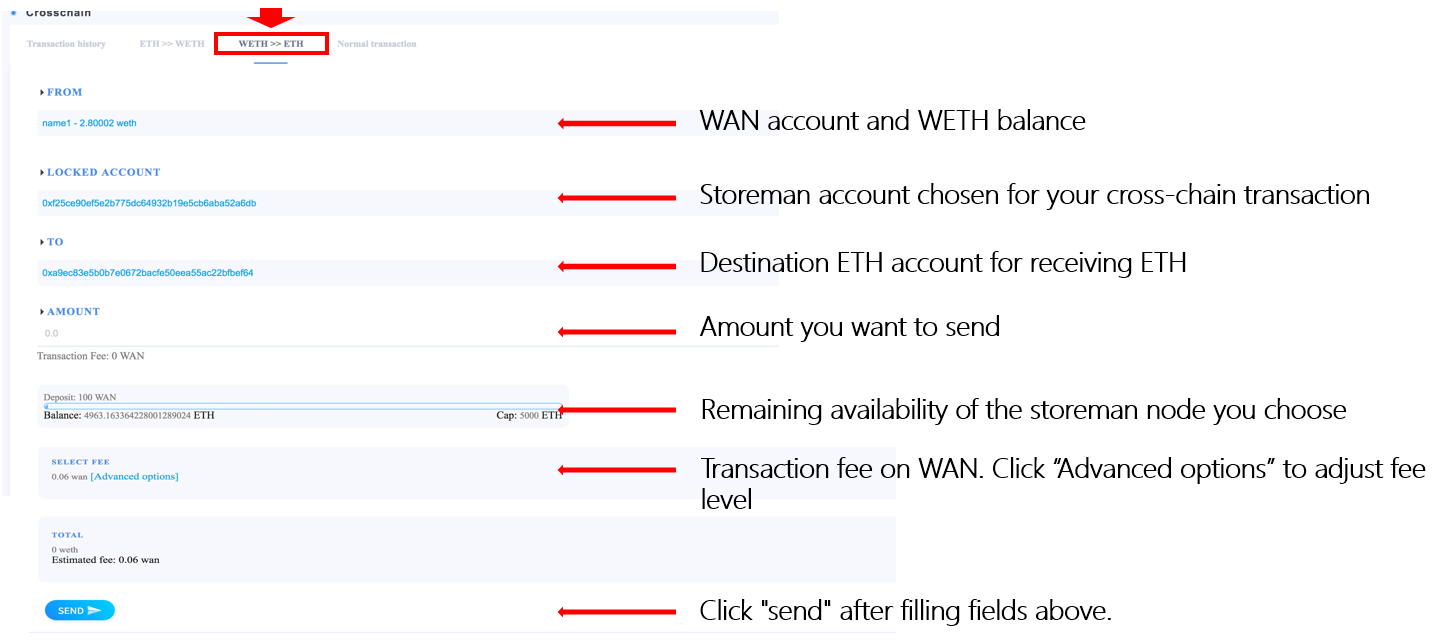 Crosschain
Transaction history ETH >> WETH WETH >> ETH Normal transaction
FROM
name1 - 2.80002 weth
WAN account and WETH balance
LOCKED ACCOUNT
0xf25ce90ef5e2b775dc64932b19e5cb6aba52a6db
Storeman account chosen for your cross-chain transaction
TO
0xa9ec83e5b0b7e0672bacfe50eea55ac22bfbef64
Destination ETH account for receiving ETH
AMOUNT
0.0
Amount you want to send
Transaction Fee: 0 WAN
Deposit: 100 WAN
Balance: 4963.163364228001289024 ETH Cap: 5000 ETH
Remaining availability of the storeman node you choose
SELECT FEE
0.06 wan [Advanced options]
Transaction fee on WAN. Click “Advanced options” to adjust fee
level
TOTAL
0 weth
Estimated fee: 0.06 wan
SEND
Click "send" after filling fields above.